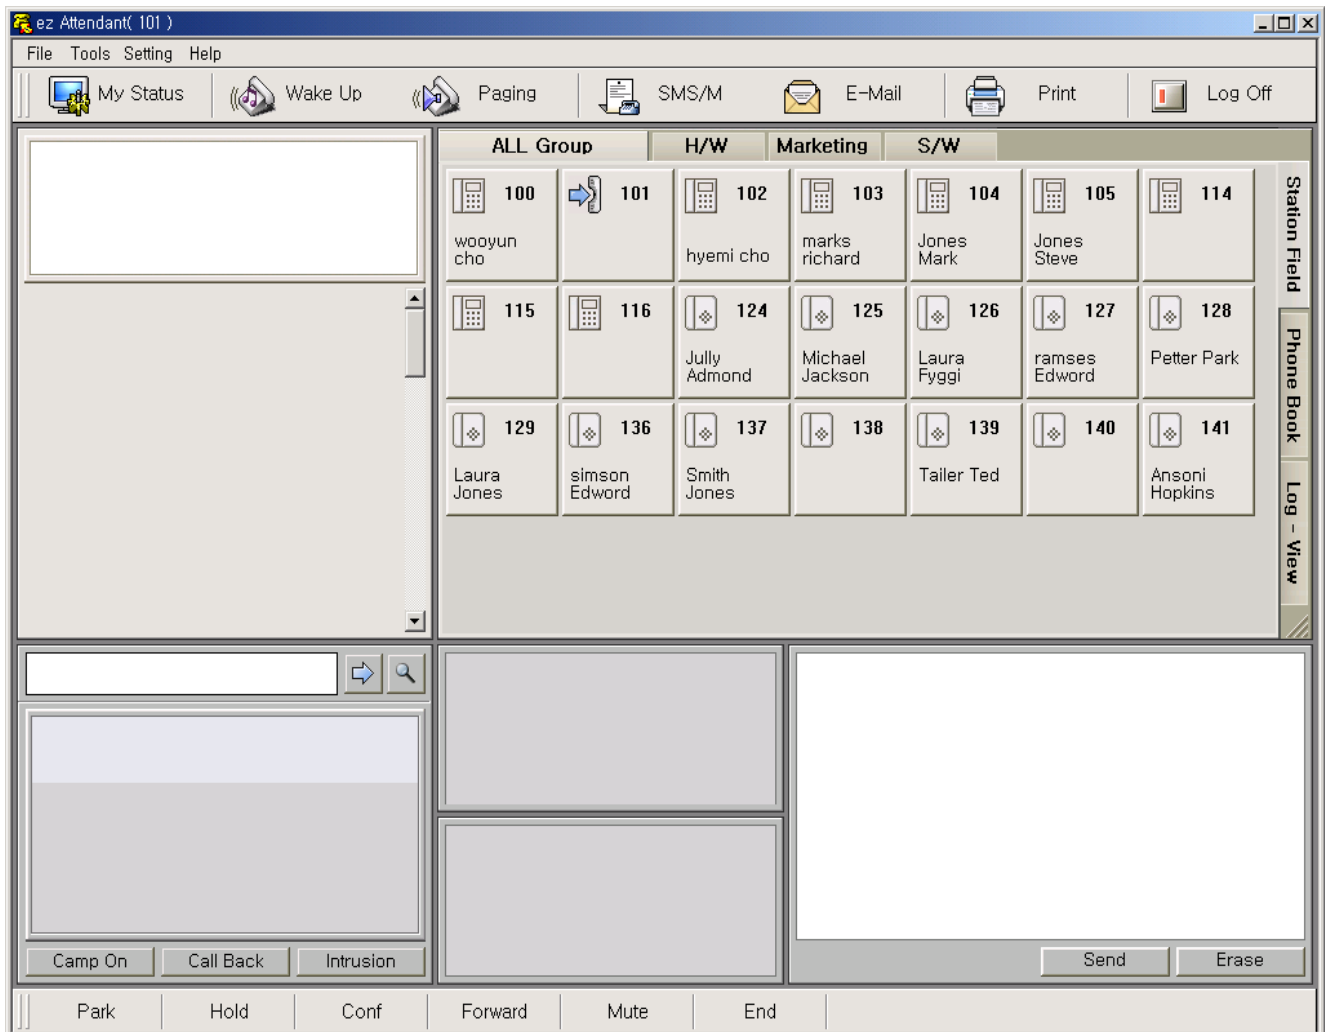 ez Attendant( 101 )
File Tools Setting Help
My Status Wake Up Paging SMS/M E-Mail Print Log Off
ALL Group H/W Marketing S/W
100 101 102 103 104 105 114
wooyun cho
hyemi cho
marks richard
Jones Mark
Jones Steve
115 116 124 125 126 127 128
Jully Admond
Michael Jackson
Laura Fyggi
ramses Edword
Petter Park
129 136 137 138 139 140 141
Laura Jones
simson Edword
Smith Jones
Tailer Ted
Ansoni Hopkins
Station Field
Phone Book
Log - View
Camp On Call Back Intrusion
Send Erase
Park Hold Conf Forward Mute End